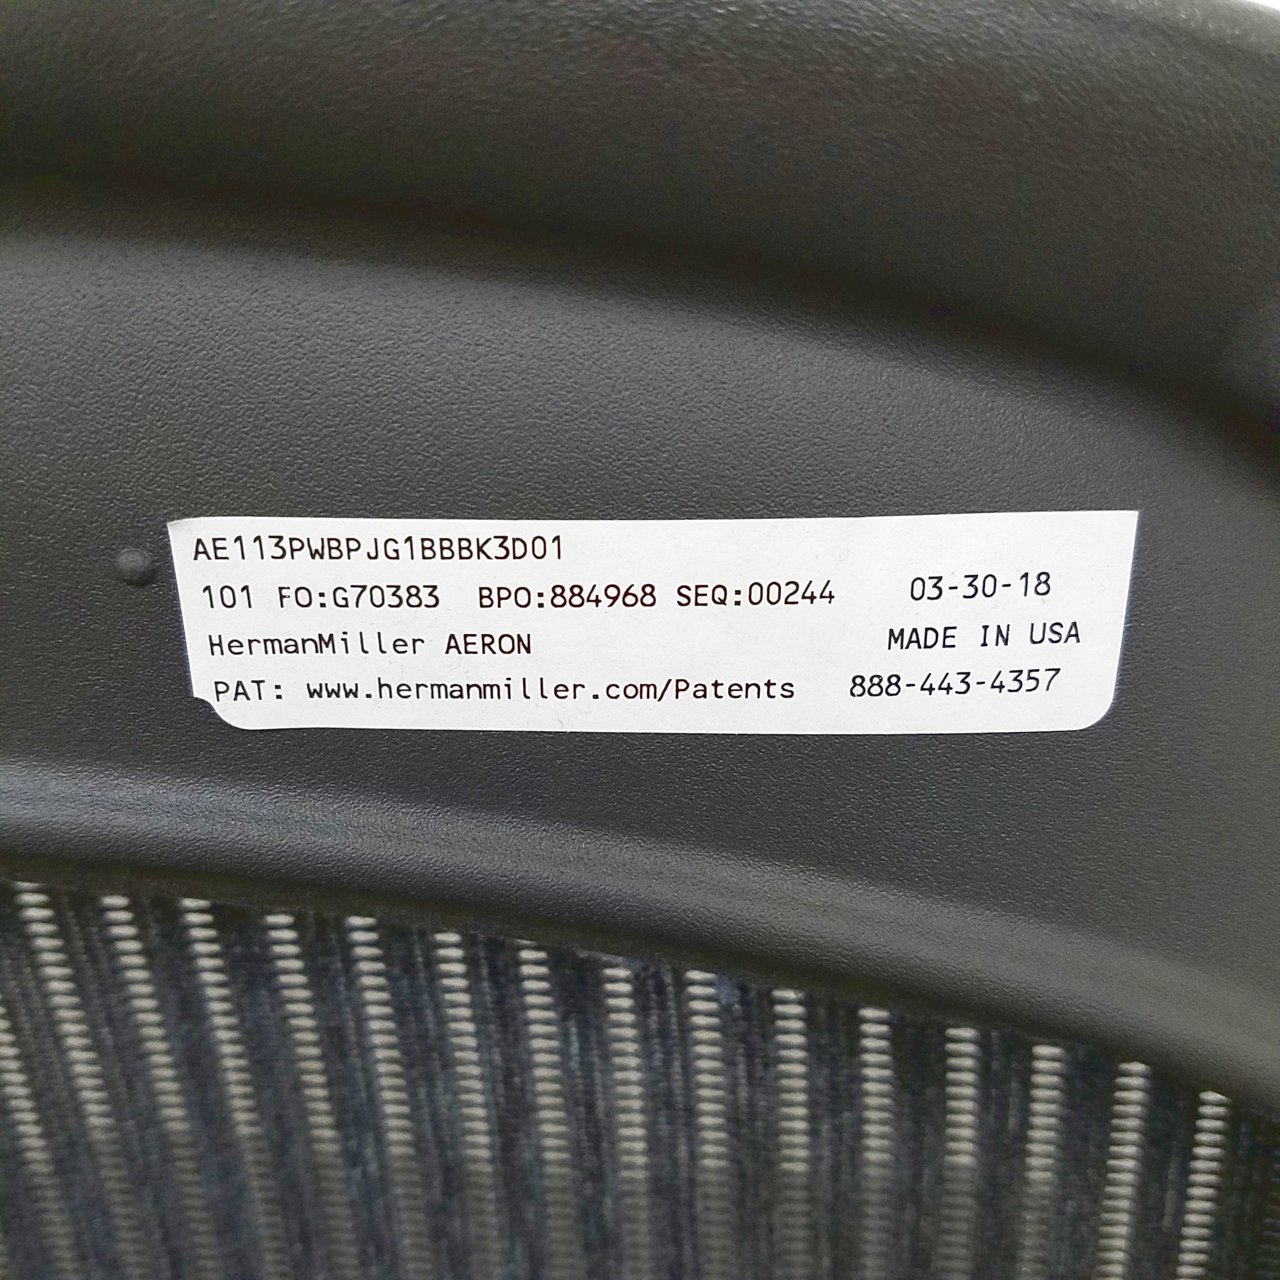 AE113PWBPJG1BBBK3D01
101 FO:G70383 BPO:884968 SEQ:00244 03-30-18
HermanMiller AERON MADE IN USA
PAT: www.hermanmiller.com/Patents 888-443-4357